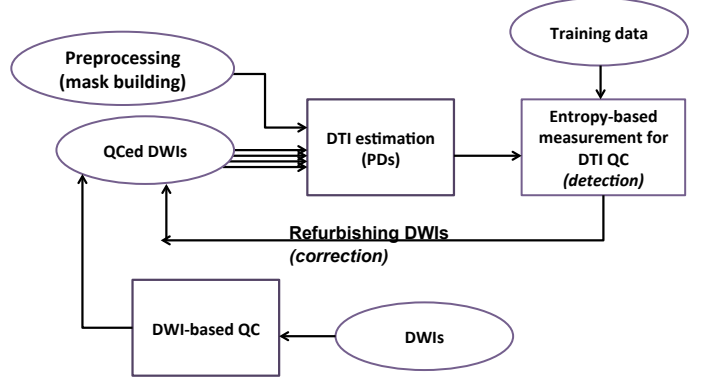 Training data
Preprocessing
(mask building)
Entropy-based
measurement for
DTI QC
(detection)
DTI estimation
(PDs)
QCed DWIs
Refurbishing DWIs
(correction)
DWI-based QC
DWIs